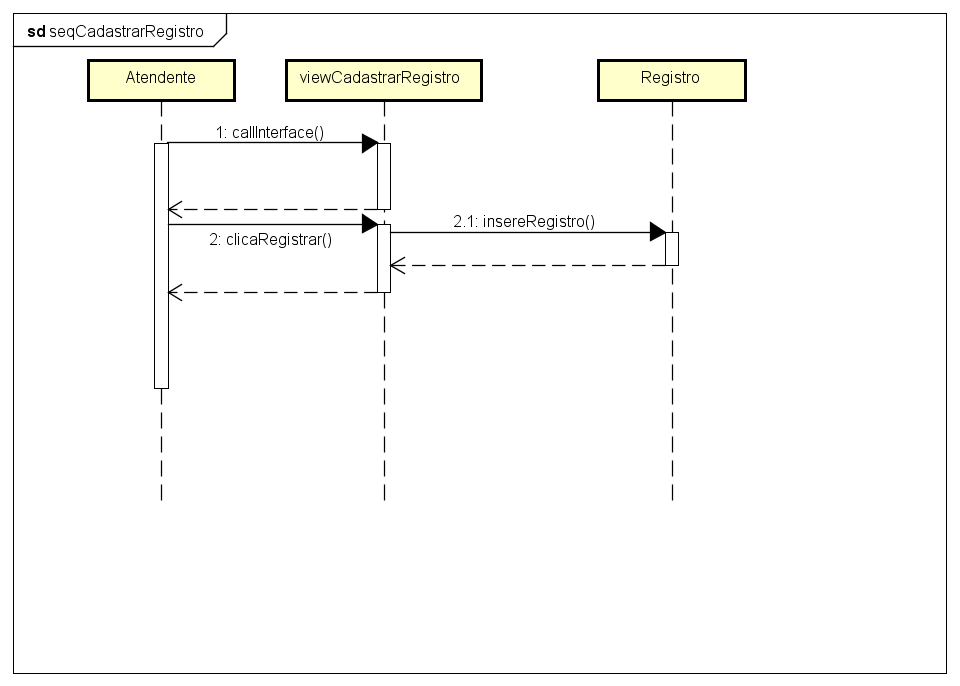 sd seqCadastrarRegistro
Atendente
viewCadastrarRegistro
Registro
1: callInterface()
2.1: insereRegistro()
2: clicaRegistrar()